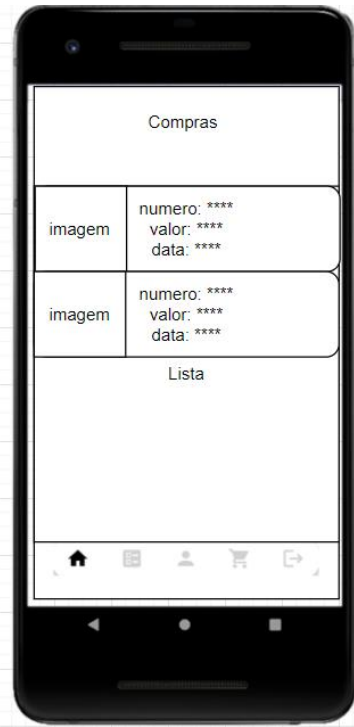 Compras
imagem
numero: ****
valor: ****
data: ****
imagem
numero: ****
valor: ****
data: ****
Lista